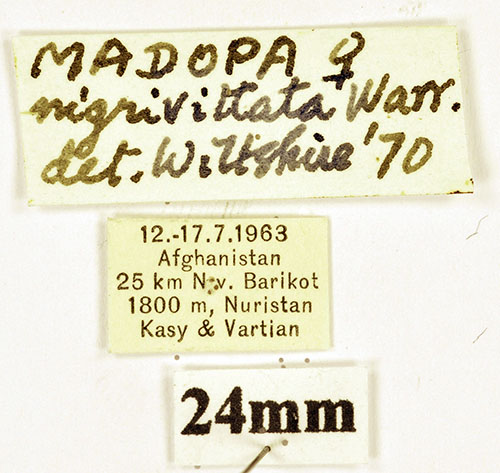 MADOPA ♀
nigrivittata Warr.
det. Wiltshire '70
12.-17.7.1963
Afghanistan
25 km N.v. Barikot
1800 m, Nuristan
Kasy & Vartian
24mm